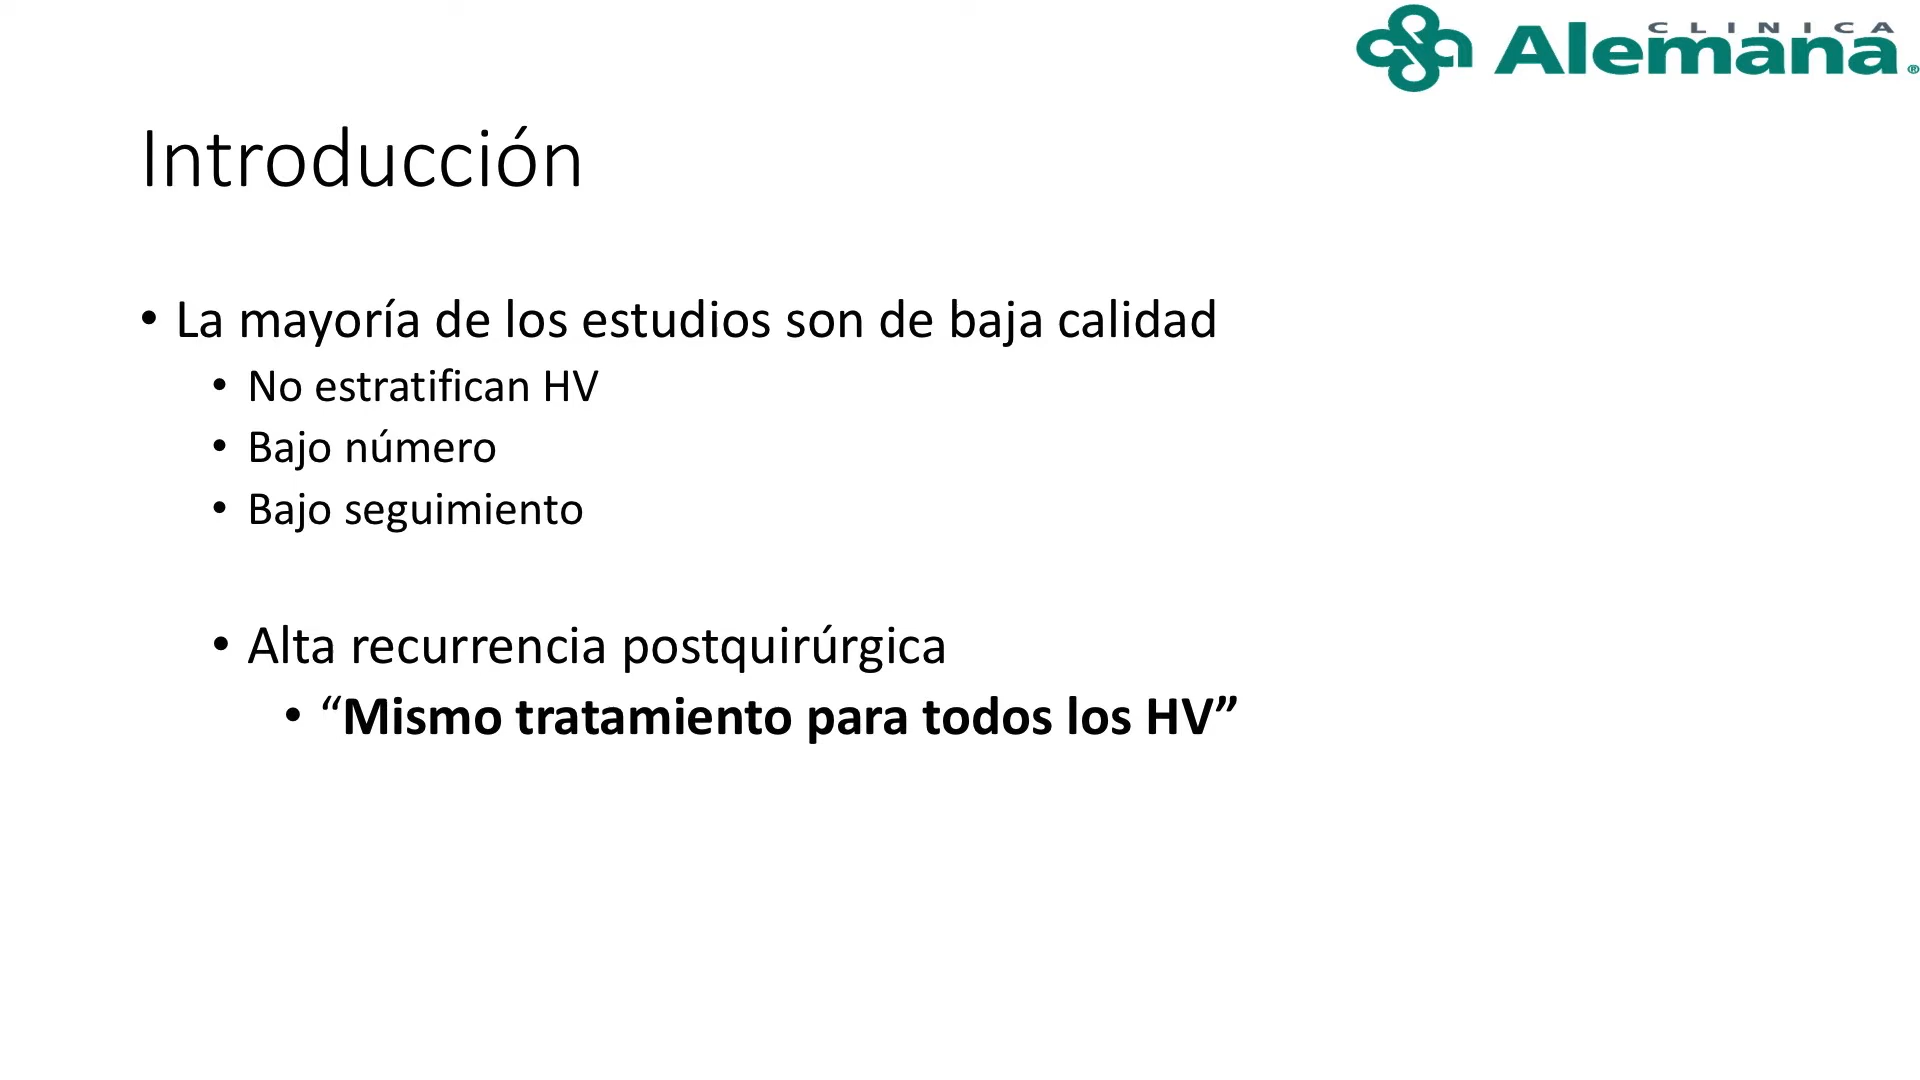 CLINICA
Alemana®
Introducción
• La mayoría de los estudios son de baja calidad
• No estratifican HV
• Bajo número
• Bajo seguimiento
• Alta recurrencia postquirúrgica
• “Mismo tratamiento para todos los HV”